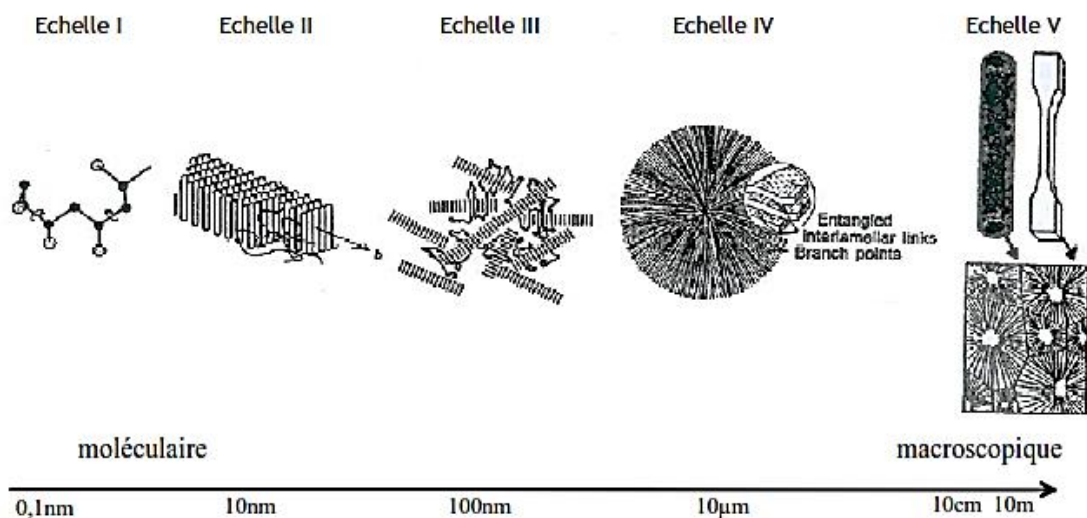 Echelle I Echelle II Echelle III Echelle IV Echelle V
b
Entangled
Interlamellar links
Branch points
moléculaire macroscopique
0,1nm 10nm 100nm 10µm 10cm 10m